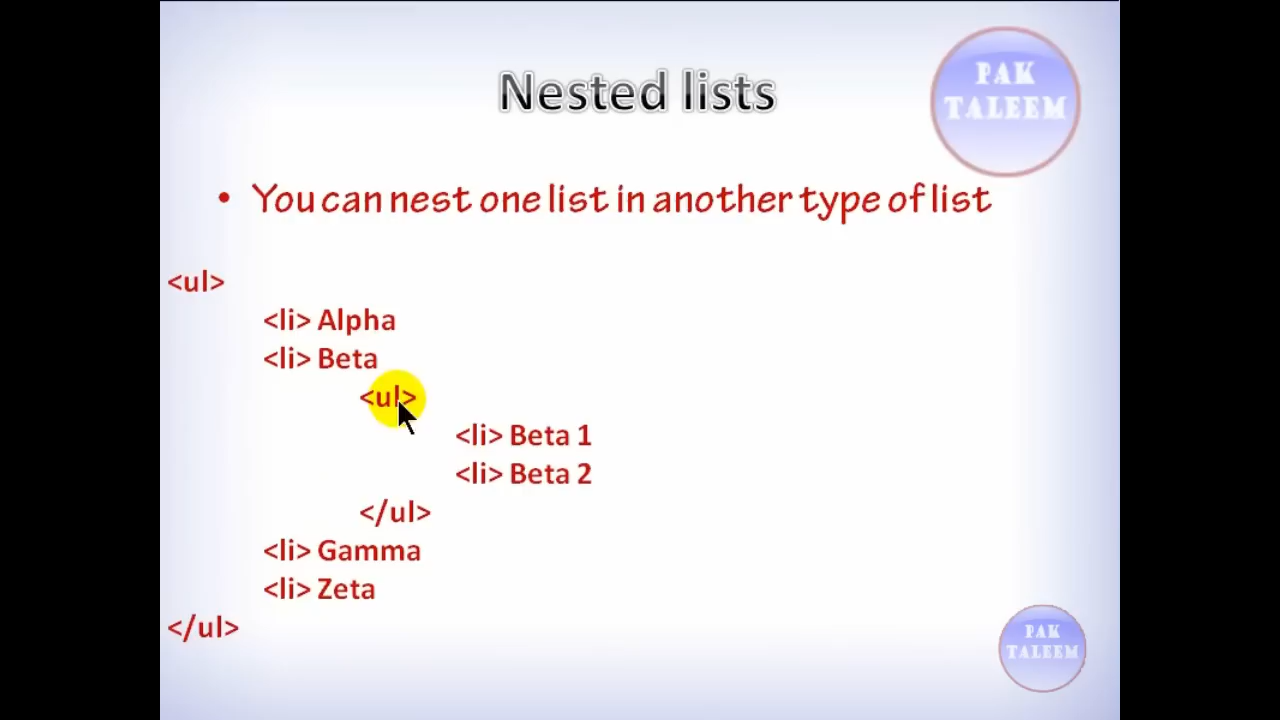 Nested lists
PAK
TALEEM
• You can nest one list in another type of list
<ul>
<li> Alpha
<li> Beta
<ul>
<li> Beta 1
<li> Beta 2
</ul>
<li> Gamma
<li> Zeta
</ul>
PAK
TALEEM